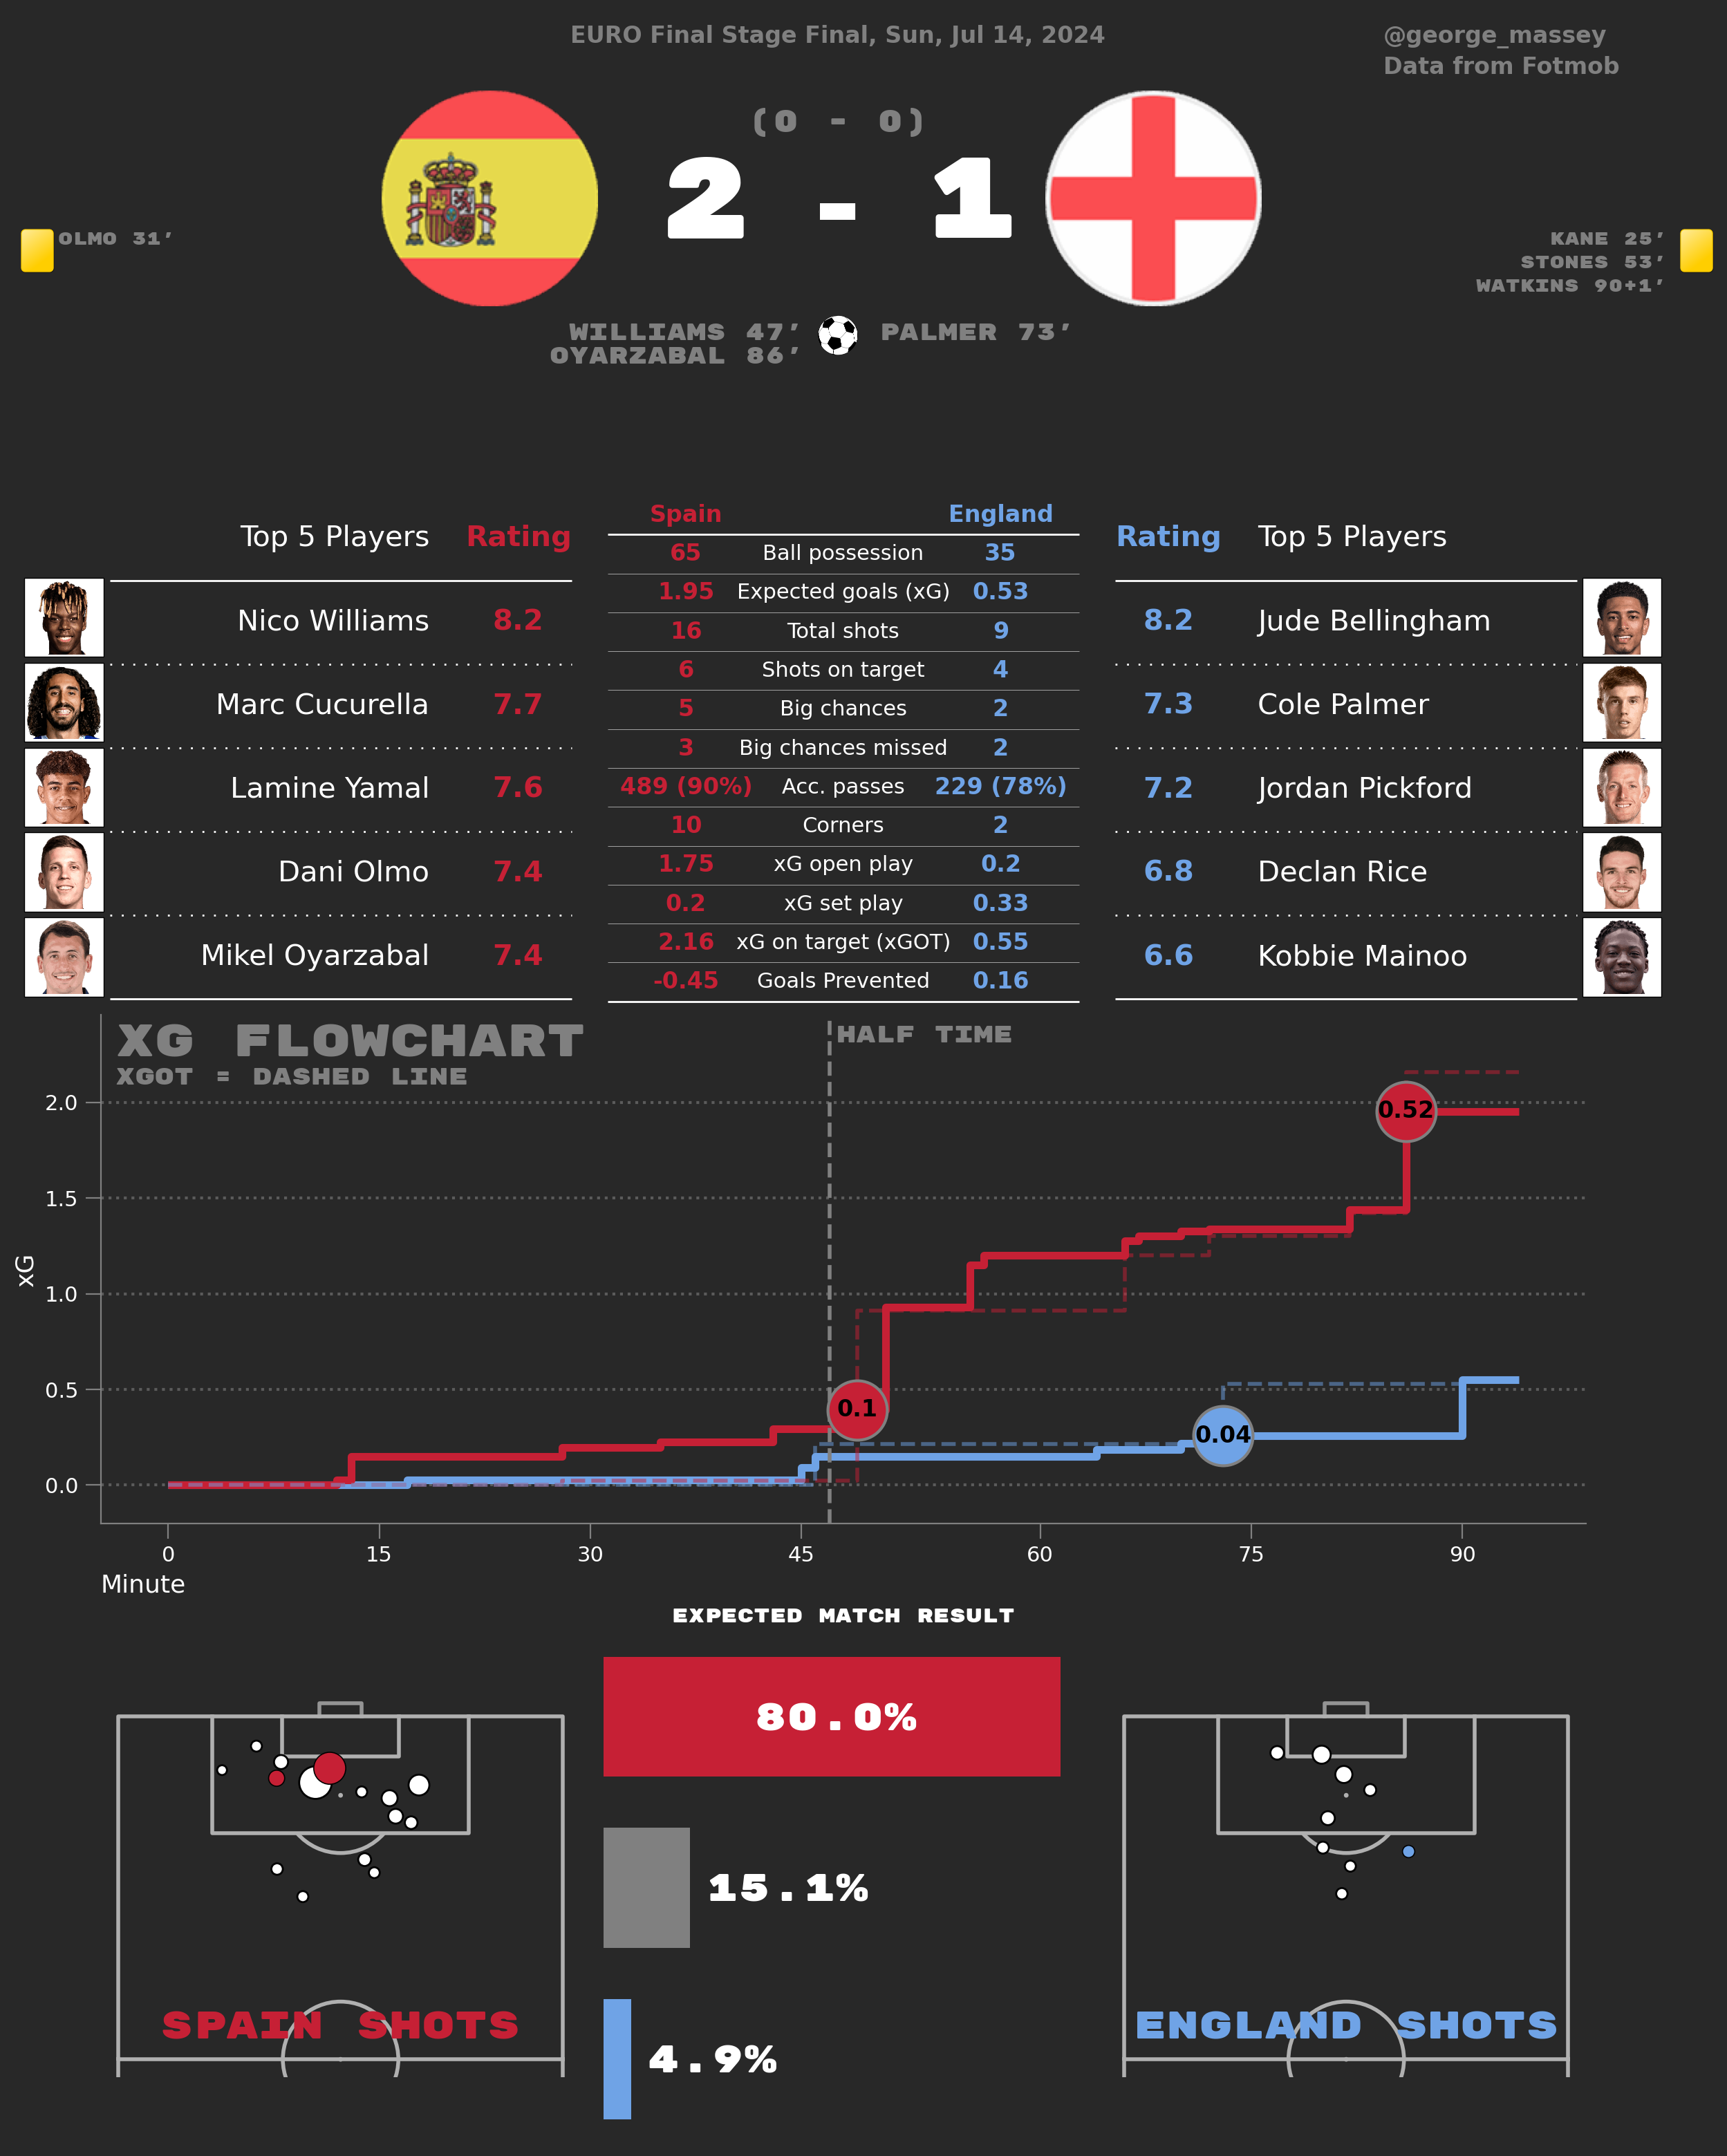 EURO Final Stage Final, Sun, Jul 14, 2024
@george_massey
Data from Fotmob
(0 - 0)
2 - 1
OLMO 31'
KANE 25'
STONES 53'
WATKINS 90+1'
WILLIAMS 47'
OYARZABAL 86'
PALMER 73'
Top 5 Players Rating
Nico Williams 8.2
Marc Cucurella 7.7
Lamine Yamal 7.6
Dani Olmo 7.4
Mikel Oyarzabal 7.4
Spain England
65 Ball possession 35
1.95 Expected goals (xG) 0.53
16 Total shots 9
6 Shots on target 4
5 Big chances 2
3 Big chances missed 2
489 (90%) Acc. passes 229 (78%)
10 Corners 2
1.75 xG open play 0.2
0.2 xG set play 0.33
2.16 xG on target (xGOT) 0.55
-0.45 Goals Prevented 0.16
Rating Top 5 Players
8.2 Jude Bellingham
7.3 Cole Palmer
7.2 Jordan Pickford
6.8 Declan Rice
6.6 Kobbie Mainoo
XG FLOWCHART
XGOT = DASHED LINE
HALF TIME
2.0
1.5
1.0
0.5
0.0
xG
0.52
0.1
0.04
0 15 30 45 60 75 90
Minute
EXPECTED MATCH RESULT
80.0%
15.1%
4.9%
SPAIN SHOTS
ENGLAND SHOTS